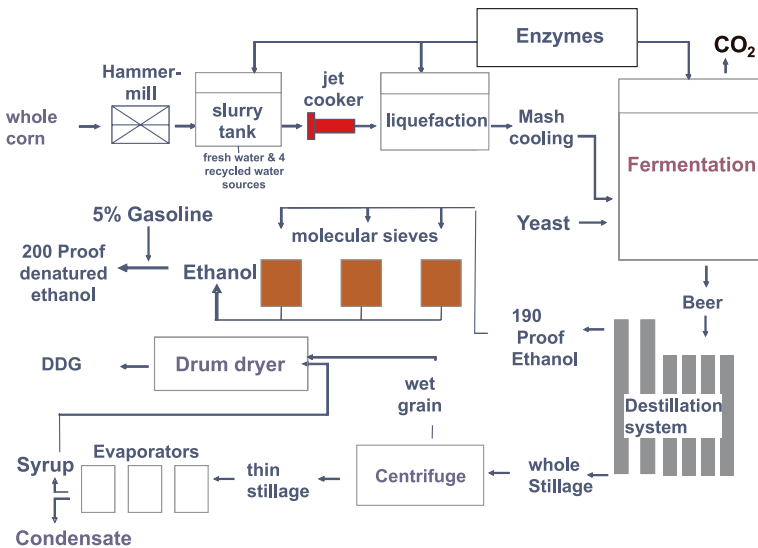 Enzymes
CO2
Hammer-
mill
jet
cooker
whole
corn
slurry
tank
liquefaction
Mash
cooling
fresh water & 4
recycled water
sources
Fermentation
5% Gasoline
molecular sieves
Yeast
200 Proof
denatured
ethanol
Ethanol
Beer
190
Proof
Ethanol
DDG
Drum dryer
wet
grain
Destillation
system
Evaporators
Syrup
thin
stillage
Centrifuge
whole
Stillage
Condensate